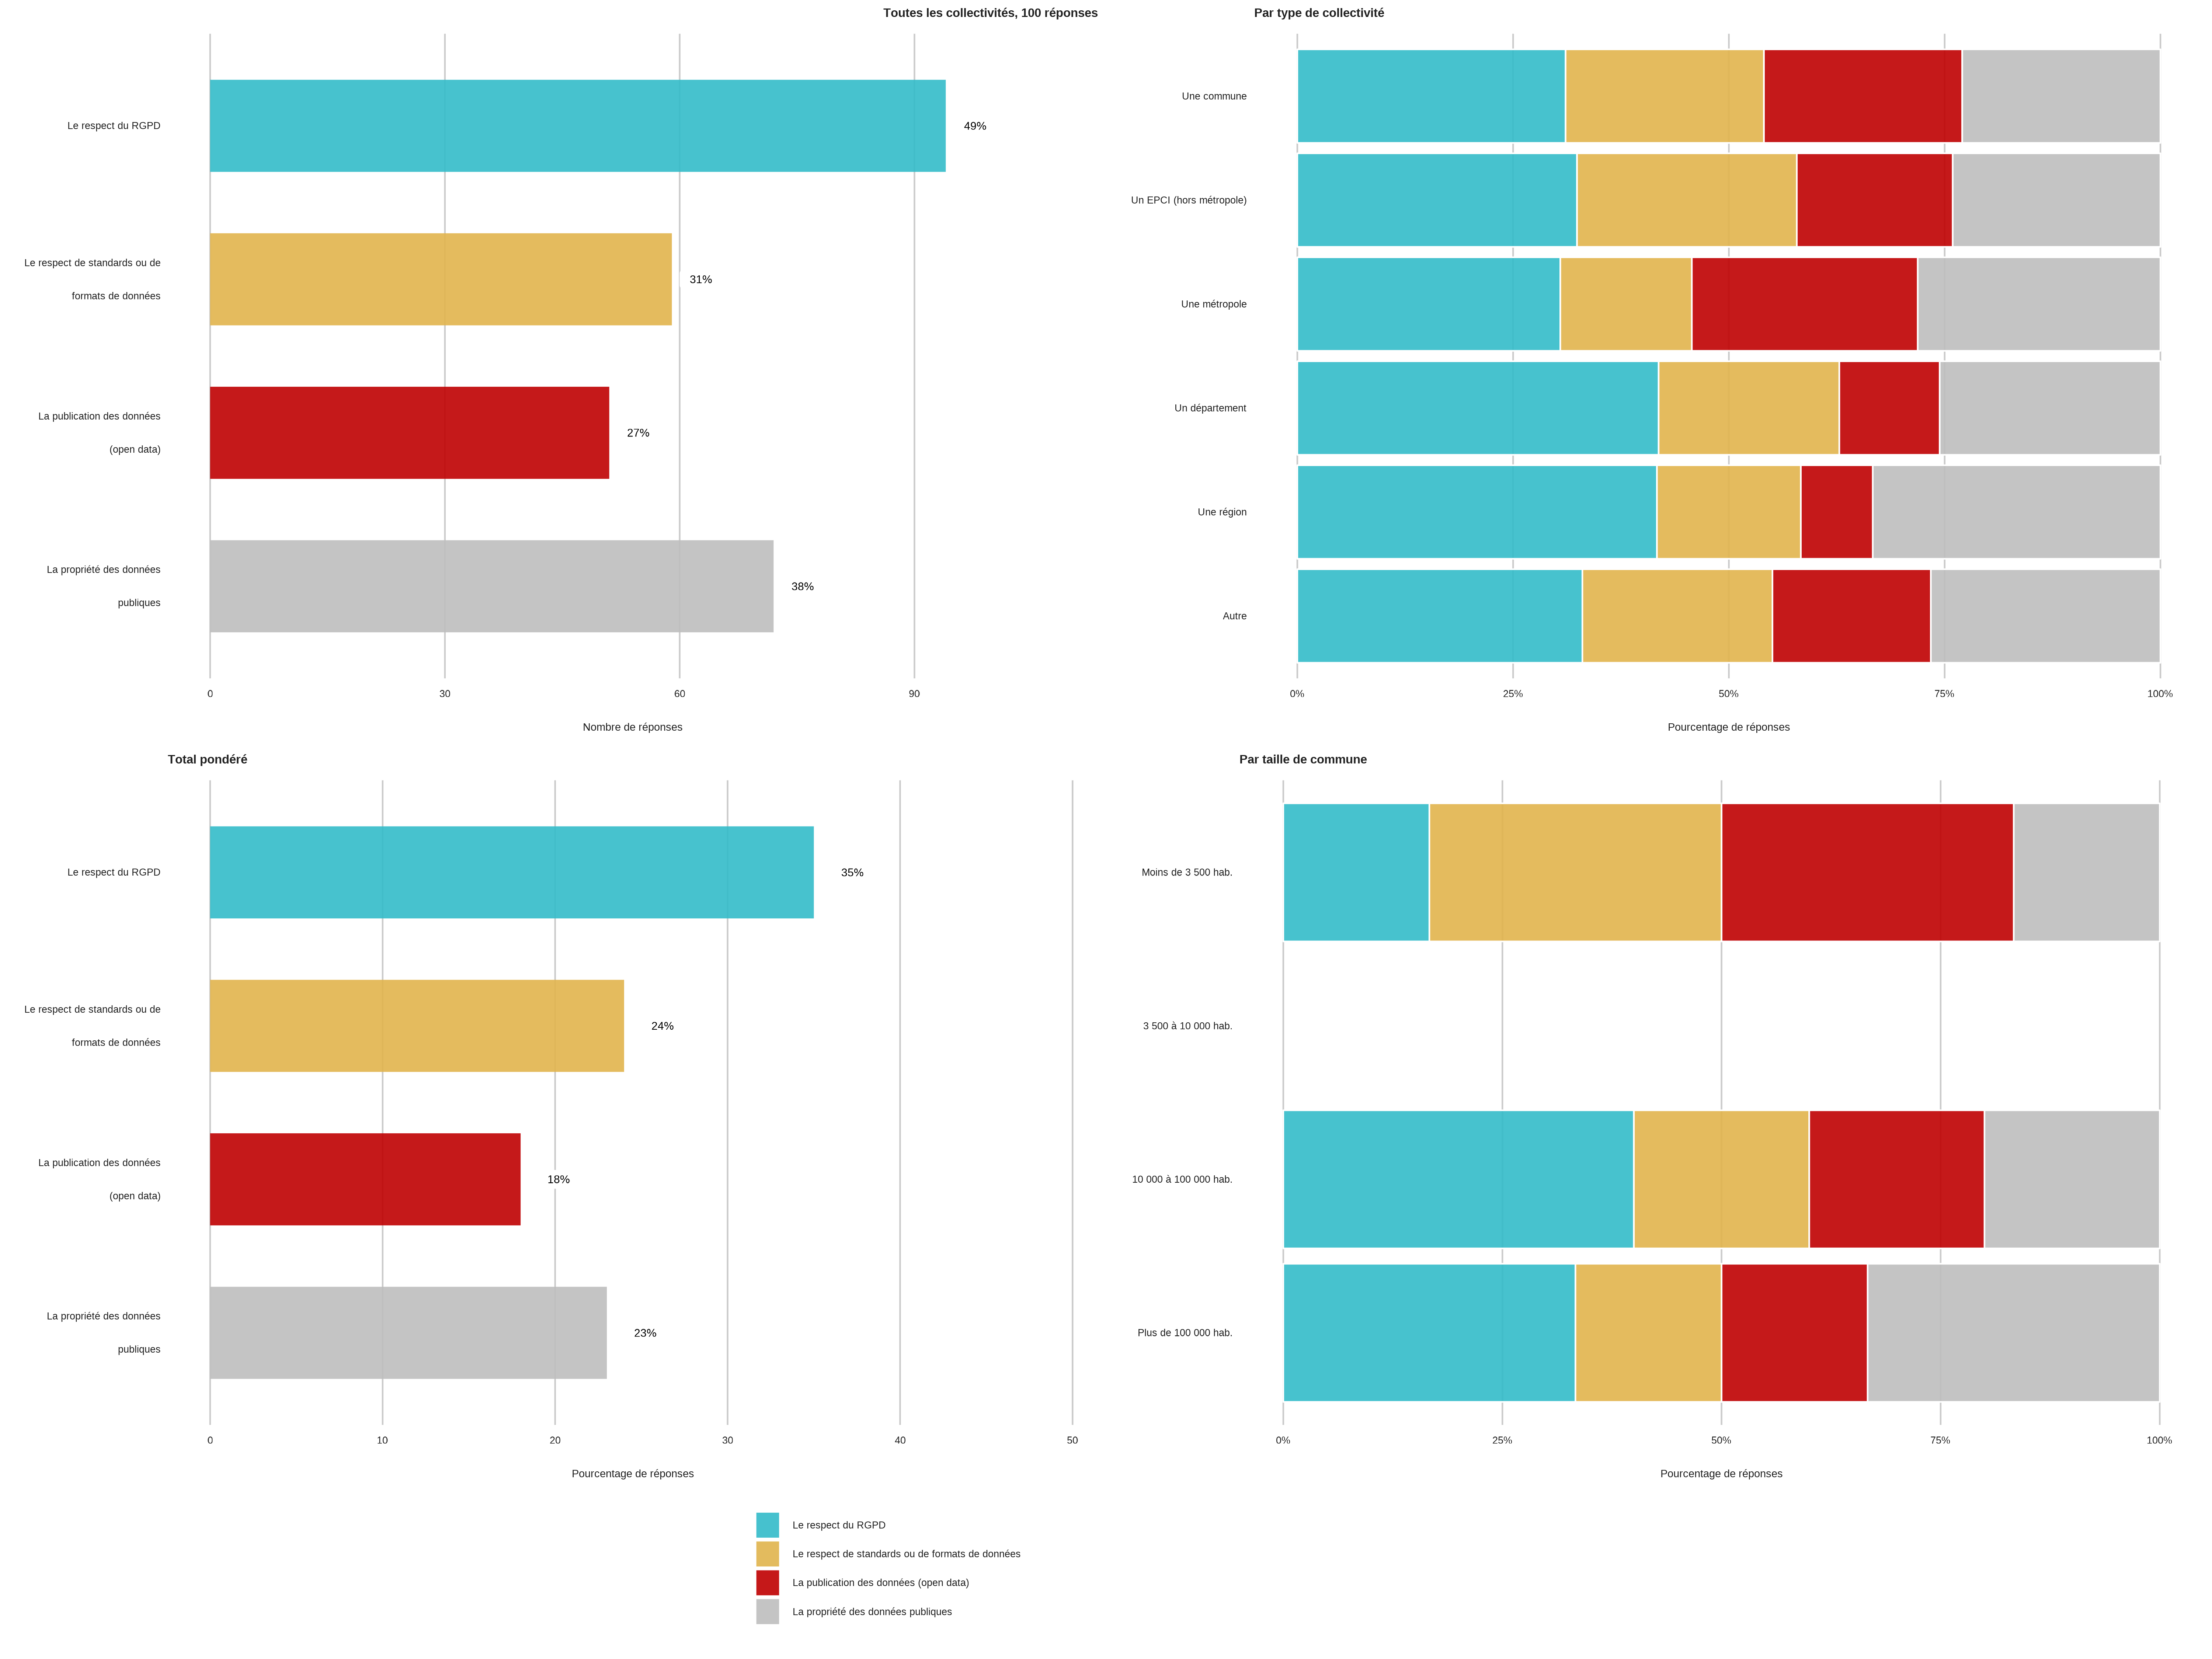 Toutes les collectivités, 100 réponses
Le respect du RGPD
49%
Le respect de standards ou de
formats de données
31%
La publication des données
(open data)
27%
La propriété des données
publiques
38%
0 30 60 90
Nombre de réponses
Par type de collectivité
Une commune
Un EPCI (hors métropole)
Une métropole
Un département
Une région
Autre
0% 25% 50% 75% 100%
Pourcentage de réponses
Total pondéré
Le respect du RGPD
35%
Le respect de standards ou de
formats de données
24%
La publication des données
(open data)
18%
La propriété des données
publiques
23%
0 10 20 30 40 50
Pourcentage de réponses
Par taille de commune
Moins de 3 500 hab.
3 500 à 10 000 hab.
10 000 à 100 000 hab.
Plus de 100 000 hab.
0% 25% 50% 75% 100%
Pourcentage de réponses
Le respect du RGPD
Le respect de standards ou de formats de données
La publication des données (open data)
La propriété des données publiques